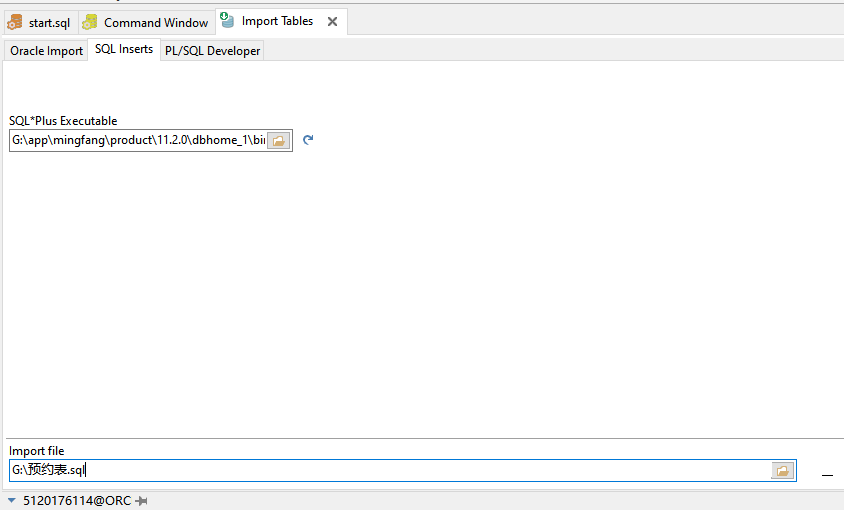 start.sql Command Window Import Tables
Oracle Import SQL Inserts PL/SQL Developer
SQL*Plus Executable
G:\app\mingfang\product\11.2.0\dbhome_1\bin
Import file
G:\预约表.sql
5120176114@ORC